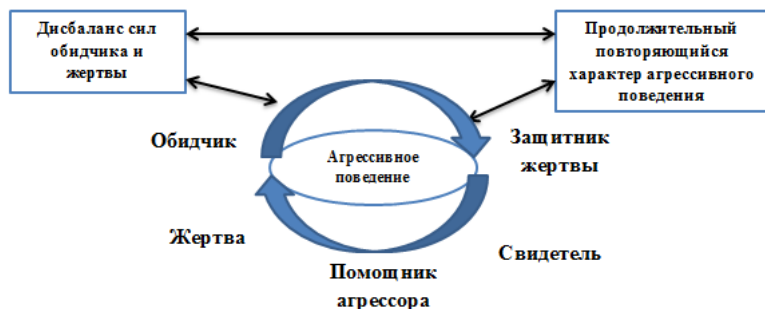 Дисбаланс сил
обидчика и
жертвы
Продолжительный
повторяющийся
характер агрессивного
поведения
Обидчик
Защитник
жертвы
Агрессивное
поведение
Жертва
Свидетель
Помощник
агрессора